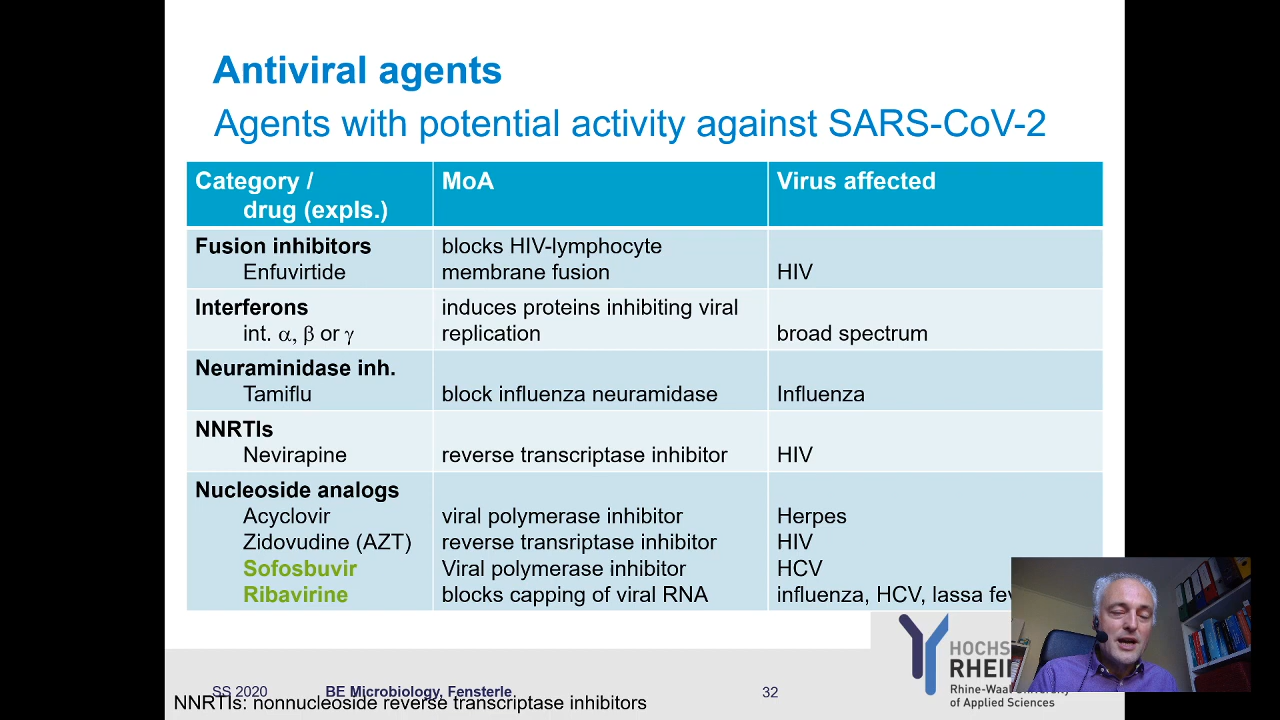 Antiviral agents
Agents with potential activity against SARS-CoV-2
Category / drug (expls.) MoA Virus affected
Fusion inhibitors blocks HIV-lymphocyte
Enfuvirtide membrane fusion HIV
Interferons induces proteins inhibiting viral
int. α, β or γ replication broad spectrum
Neuraminidase inh.
Tamiflu block influenza neuramidase Influenza
NNRTIs
Nevirapine reverse transcriptase inhibitor HIV
Nucleoside analogs
Acyclovir viral polymerase inhibitor Herpes
Zidovudine (AZT) reverse transriptase inhibitor HIV
Sofosbuvir Viral polymerase inhibitor HCV
Ribavirine blocks capping of viral RNA influenza, HCV, lassa
HOCHS
RHEIN
Rhine-Waal University
of Applied Sciences
SS 2020 BE Microbiology, Fensterle 32
NNRTIs: nonnucleoside reverse transcriptase inhibitors